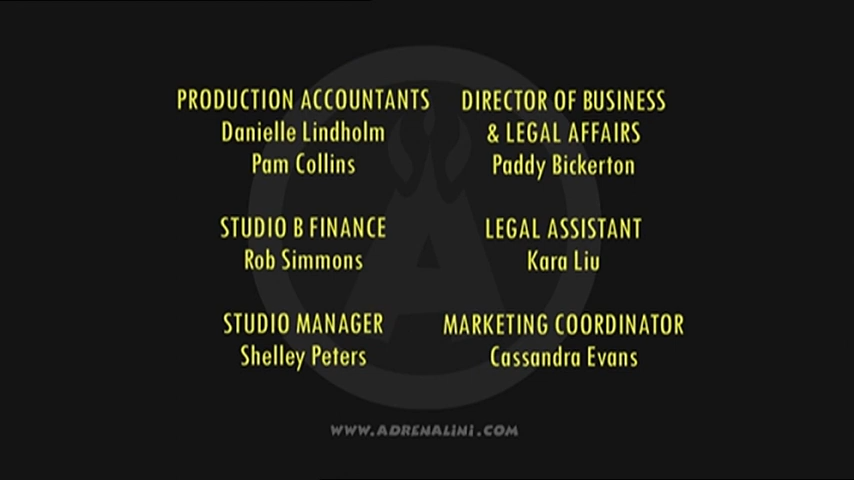 PRODUCTION ACCOUNTANTS
Danielle Lindholm
Pam Collins
STUDIO B FINANCE
Rob Simmons
STUDIO MANAGER
Shelley Peters
DIRECTOR OF BUSINESS
& LEGAL AFFAIRS
Paddy Bickerton
LEGAL ASSISTANT
Kara Liu
MARKETING COORDINATOR
Cassandra Evans
WWW.ADRENALINI.COM